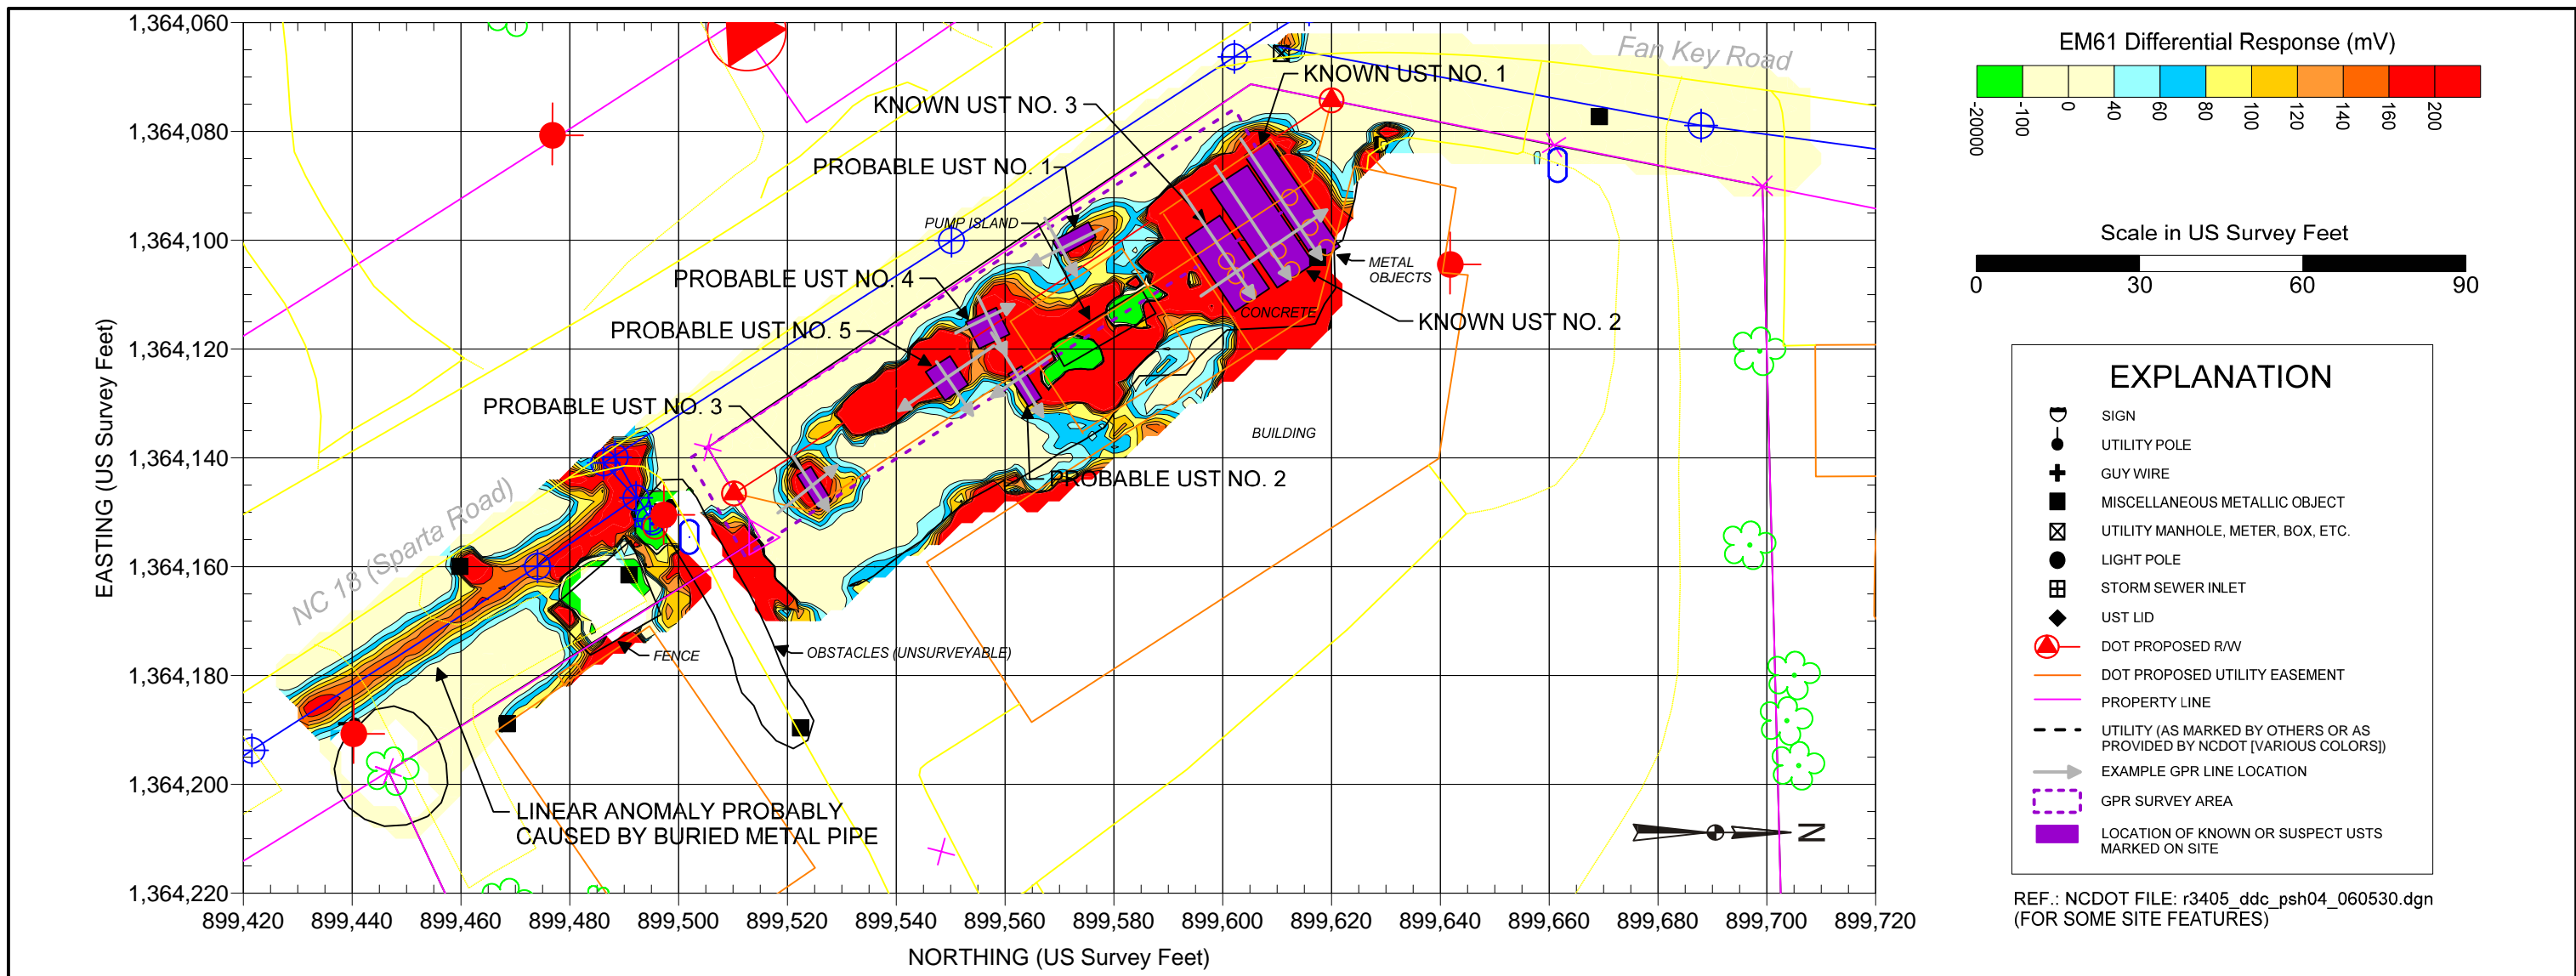 1,364,060
1,364,080
1,364,100
1,364,120
1,364,140
1,364,160
1,364,180
1,364,200
1,364,220
EASTING (US Survey Feet)
899,420 899,440 899,460 899,480 899,500 899,520 899,540 899,560 899,580 899,600 899,620 899,640 899,660 899,680 899,700 899,720
NORTHING (US Survey Feet)
Fan Key Road
KNOWN UST NO. 1
KNOWN UST NO. 3
PROBABLE UST NO. 1
PUMP ISLAND
PROBABLE UST NO. 4
METAL
OBJECTS
PROBABLE UST NO. 5
CONCRETE
KNOWN UST NO. 2
PROBABLE UST NO. 3
BUILDING
PROBABLE UST NO. 2
NC 18 (Sparta Road)
FENCE
OBSTACLES (UNSURVEYABLE)
LINEAR ANOMALY PROBABLY
CAUSED BY BURIED METAL PIPE
N
EM61 Differential Response (mV)
-20000 -100 0 40 60 80 100 120 140 160 200
Scale in US Survey Feet
0 30 60 90
EXPLANATION
SIGN
UTILITY POLE
GUY WIRE
MISCELLANEOUS METALLIC OBJECT
UTILITY MANHOLE, METER, BOX, ETC.
LIGHT POLE
STORM SEWER INLET
UST LID
DOT PROPOSED R/W
DOT PROPOSED UTILITY EASEMENT
PROPERTY LINE
UTILITY (AS MARKED BY OTHERS OR AS
PROVIDED BY NCDOT [VARIOUS COLORS])
EXAMPLE GPR LINE LOCATION
GPR SURVEY AREA
LOCATION OF KNOWN OR SUSPECT USTS
MARKED ON SITE
REF.: NCDOT FILE: r3405_ddc_psh04_060530.dgn
(FOR SOME SITE FEATURES)